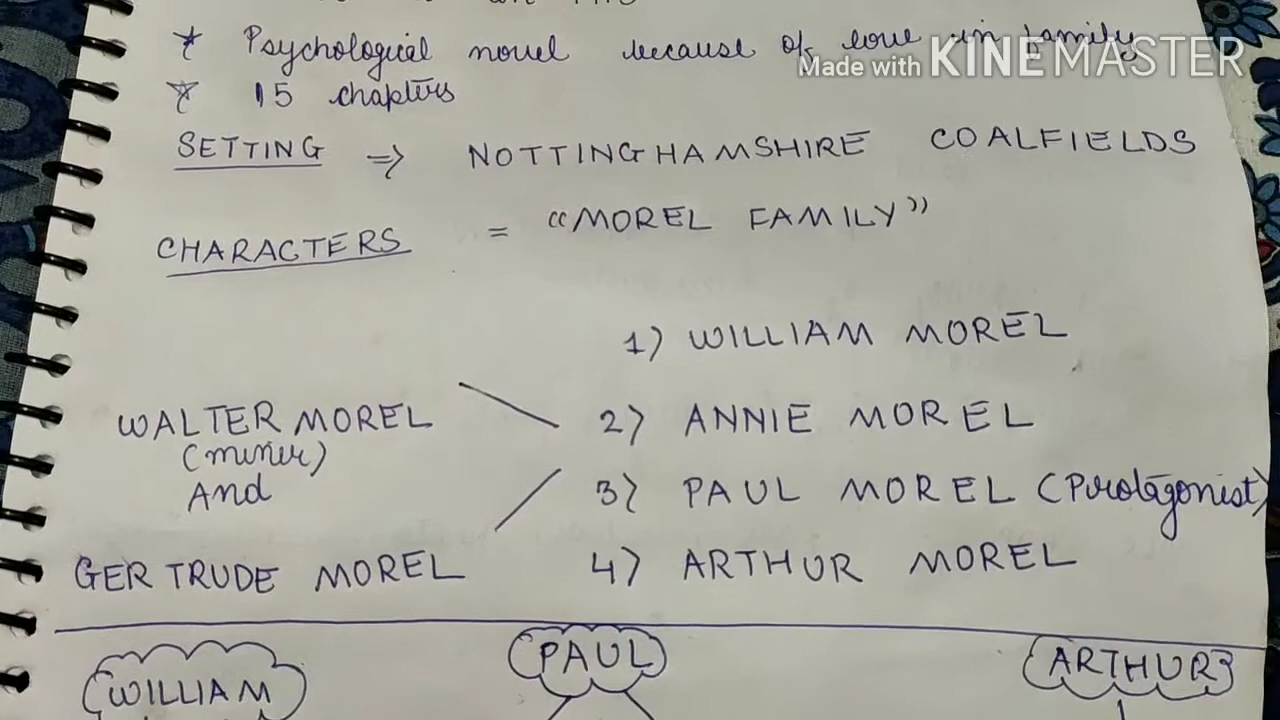 * Psychological novel because of love in family
Made with KINEMASTER
* 15 chapters
SETTING => NOTTINGHAMSHIRE COALFIELDS
CHARACTERS = "MOREL FAMILY"
1) WILLIAM MOREL
WALTER MOREL 2) ANNIE MOREL
(miner)
And 3) PAUL MOREL (Protagonist)
GERTRUDE MOREL 4) ARTHUR MOREL
WILLIAM PAUL ARTHUR